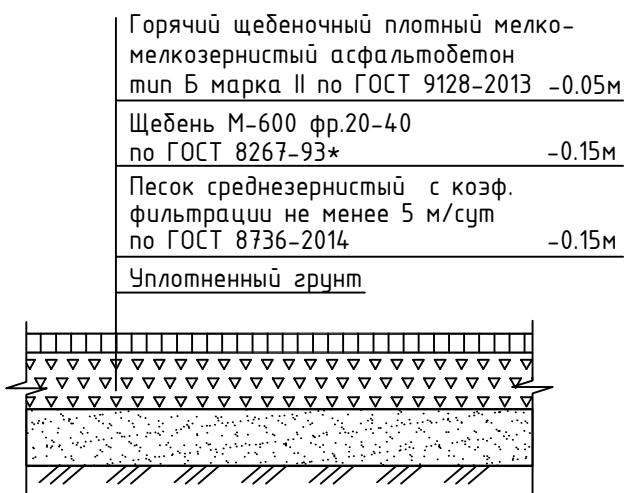 Горячий щебеночный плотный мелко-
мелкозернистый асфальтобетон
тип Б марка II по ГОСТ 9128-2013 -0.05м
Щебень М-600 фр.20-40
по ГОСТ 8267-93* -0.15м
Песок среднезернистый с коэф.
фильтрации не менее 5 м/сут
по ГОСТ 8736-2014 -0.15м
Уплотненный грунт